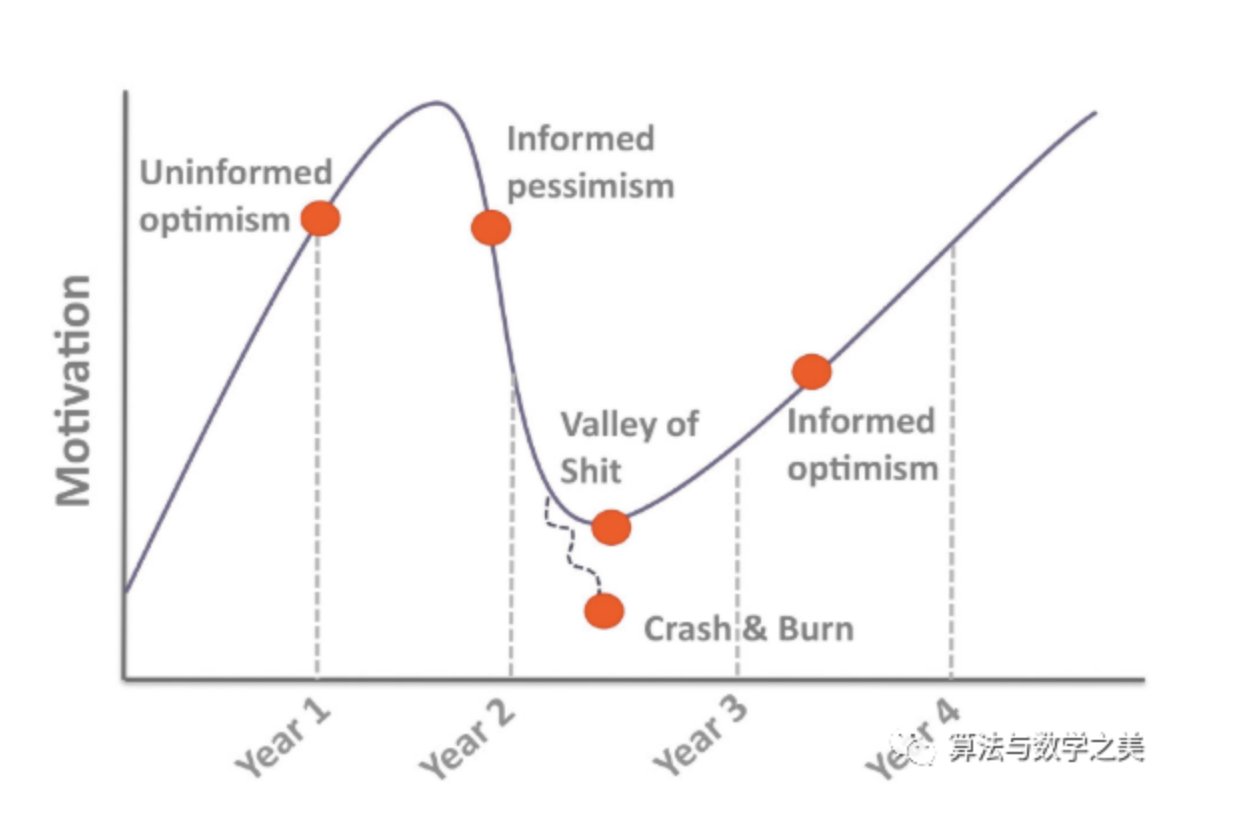 Uninformed
optimism
Informed
pessimism
Motivation
Valley of
Shit
Informed
optimism
Crash & Burn
Year 1
Year 2
Year 3
Year 4
算法与数学之美